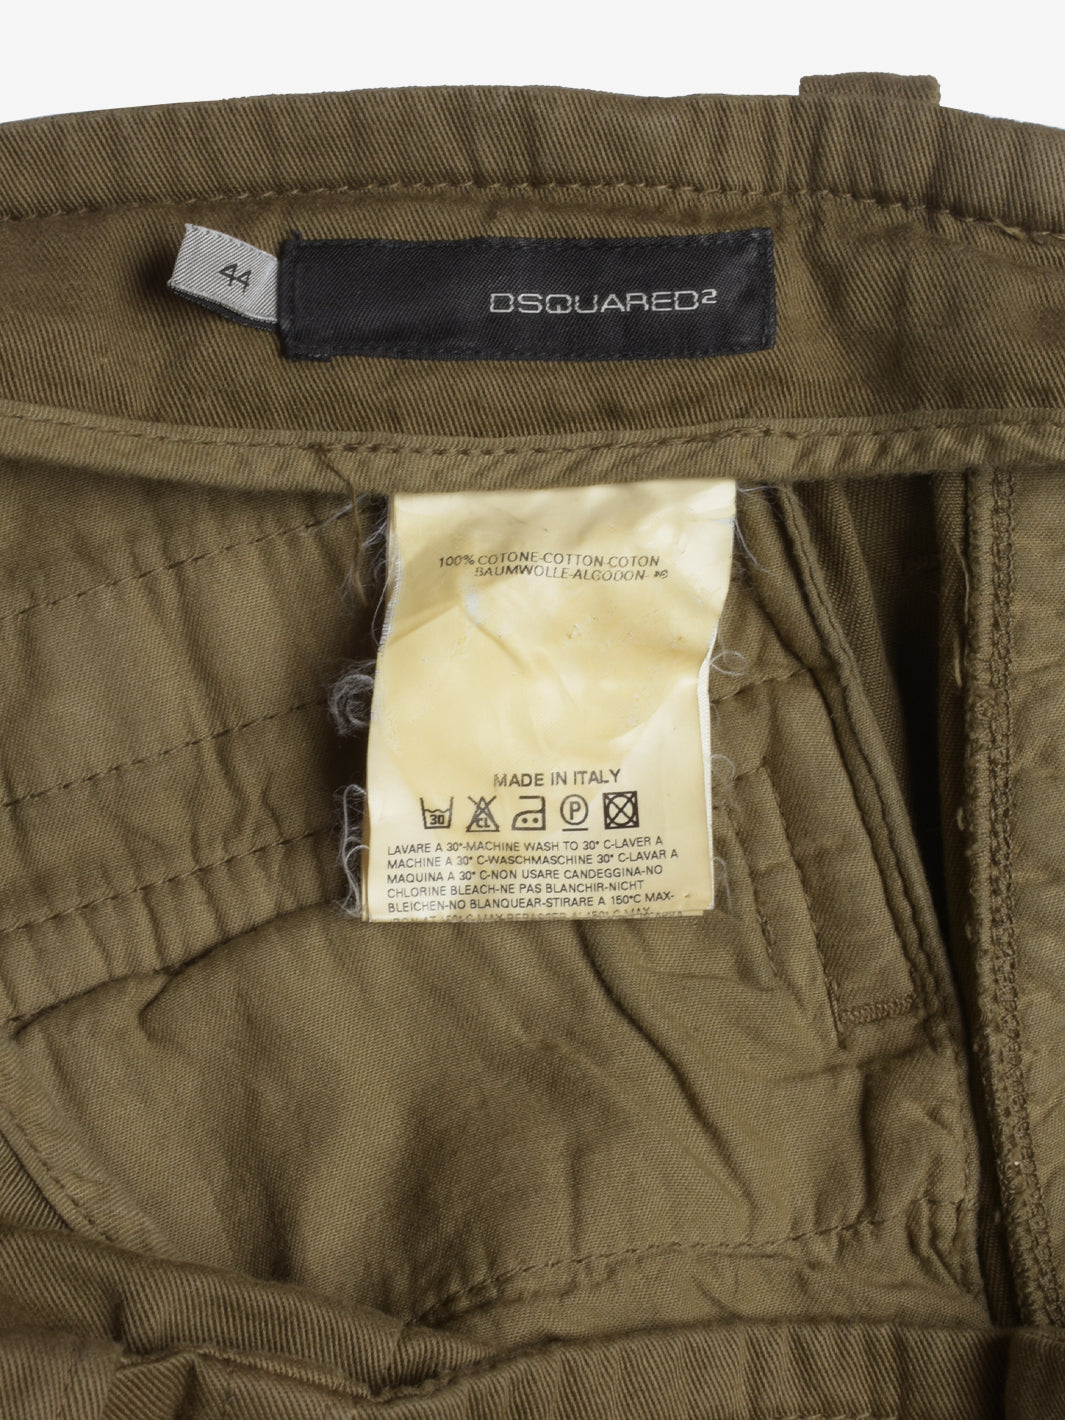 44
DSQUARED2
100% COTONE-COTTON-COTON
BAUMWOLLE-ALGODON
MADE IN ITALY
30 CL P
LAVARE A 30°-MACHINE WASH TO 30° C-LAVER A
MACHINE A 30° C-WASCHMASCHINE 30° C-LAVAR A
MAQUINA A 30° C-NON USARE CANDEGGINA-NO
CHLORINE BLEACH-NE PAS BLANCHIR-NICHT
BLEICHEN-NO BLANQUEAR-STIRARE A 150°C MAX-